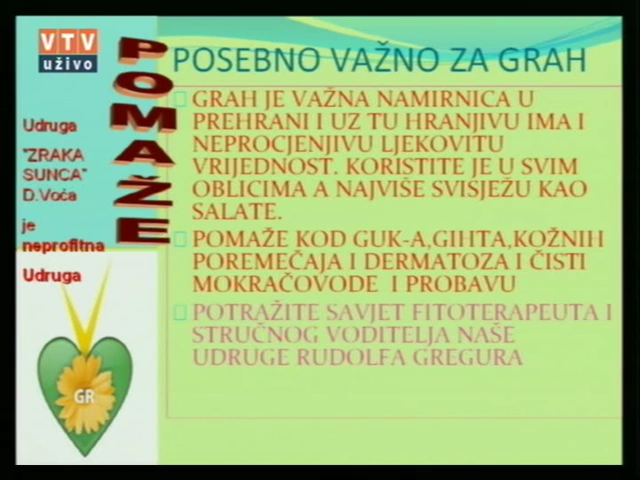 VTV
uživo
POMAŽE
Udruga
"ZRAKA
SUNCA"
D.Voća
je
neprofitna
Udruga
GR
POSEBNO VAŽNO ZA GRAH
GRAH JE VAŽNA NAMIRNICA U
PREHRANI I UZ TU HRANJIVU IMA I
NEPROCJENJIVU LJEKOVITU
VRIJEDNOST. KORISTITE JE U SVIM
OBLICIMA A NAJVIŠE SVISJEŽU KAO
SALATE.
POMAŽE KOD GUK-A,GIHTA,KOŽNIH
POREMEČAJA I DERMATOZA I ČISTI
MOKRAČOVODE I PROBAVU
POTRAŽITE SAVJET FITOTERAPEUTA I
STRUČNOG VODITELJA NAŠE
UDRUGE RUDOLFA GREGURA